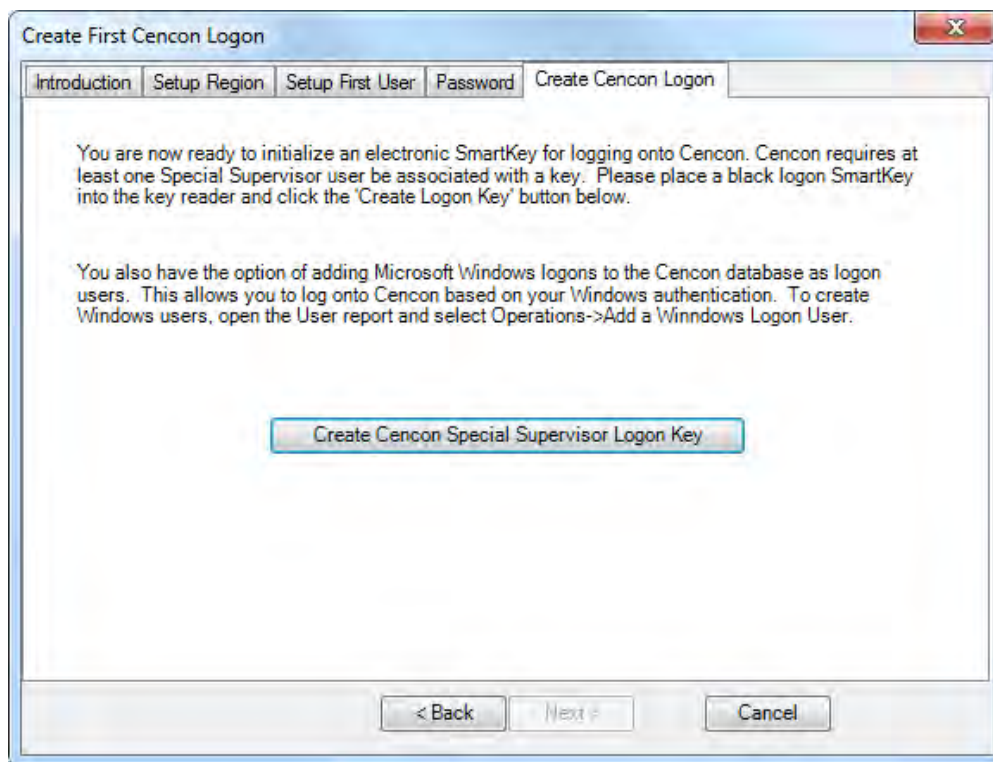 Create First Cencon Logon
Introduction Setup Region Setup First User Password Create Cencon Logon
You are now ready to initialize an electronic SmartKey for logging onto Cencon. Cencon requires at
least one Special Supervisor user be associated with a key. Please place a black logon SmartKey
into the key reader and click the 'Create Logon Key' button below.
You also have the option of adding Microsoft Windows logons to the Cencon database as logon
users. This allows you to log onto Cencon based on your Windows authentication. To create
Windows users, open the User report and select Operations->Add a Winndows Logon User.
Create Cencon Special Supervisor Logon Key
< Back Next > Cancel